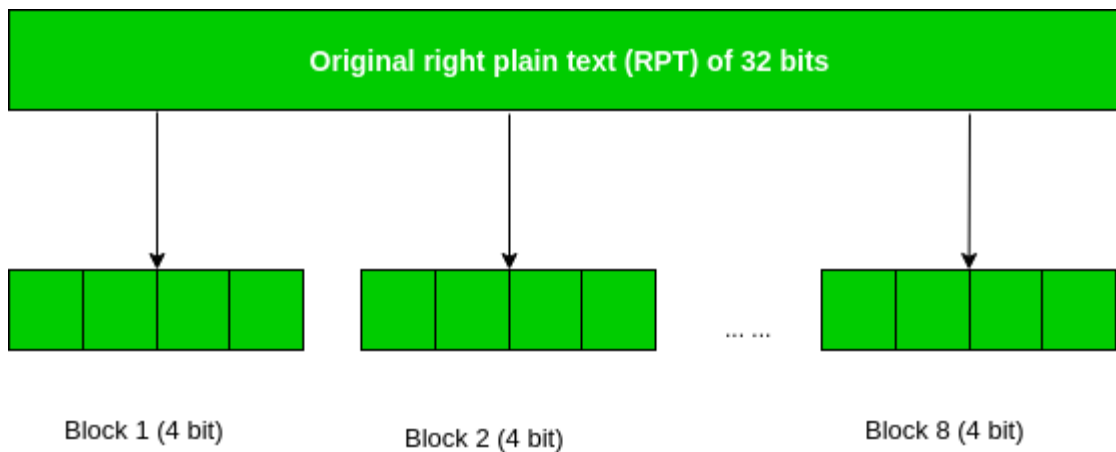 Original right plain text (RPT) of 32 bits
... ...
Block 1 (4 bit)
Block 2 (4 bit)
Block 8 (4 bit)